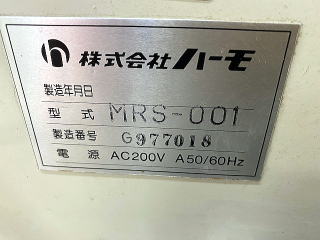 h 株式会社ハーモ
製造年月日
型式 MRS-001
製造番号 G977018
電源 AC200V A50/60Hz